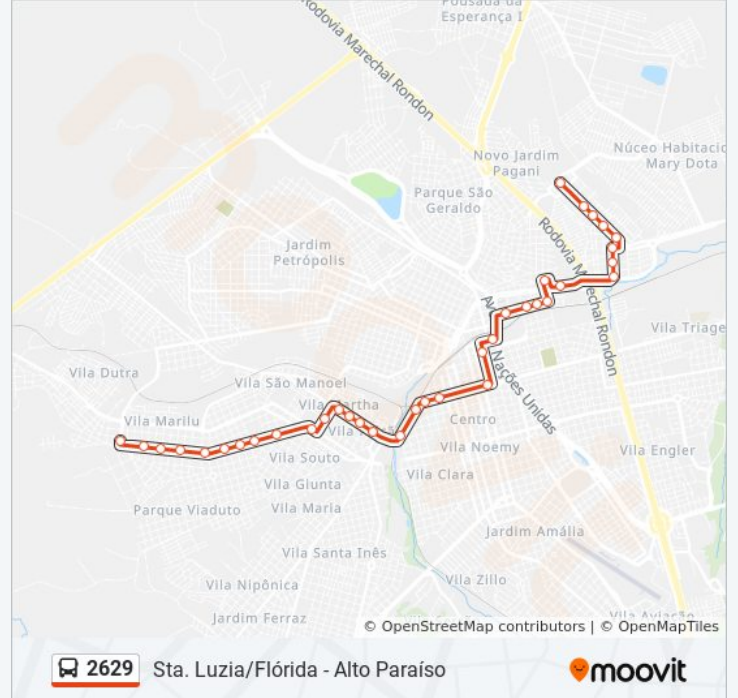 Pousada da
Esperança I
Rodovia Marechal Rondon
Novo Jardim
Pagani
Núceo Habitacio
Mary Dota
Parque São
Geraldo
Rodovia Marechal Rondon
Jardim
Petrópolis
Av.
Nações Unidas
Vila Triage
Vila Dutra
Vila São Manoel
Vila Martha
Vila Marilu
Centro
Vila Souto
Vila Noemy
Vila Engler
Vila Giunta
Vila Clara
Parque Viaduto
Vila Maria
Jardim Amália
Vila Santa Inês
Vila Nipônica
Vila Zillo
Jardim Ferraz
Vila Aviação
© OpenStreetMap contributors | © OpenMapTiles
2629 Sta. Luzia/Flórida - Alto Paraíso
moovit